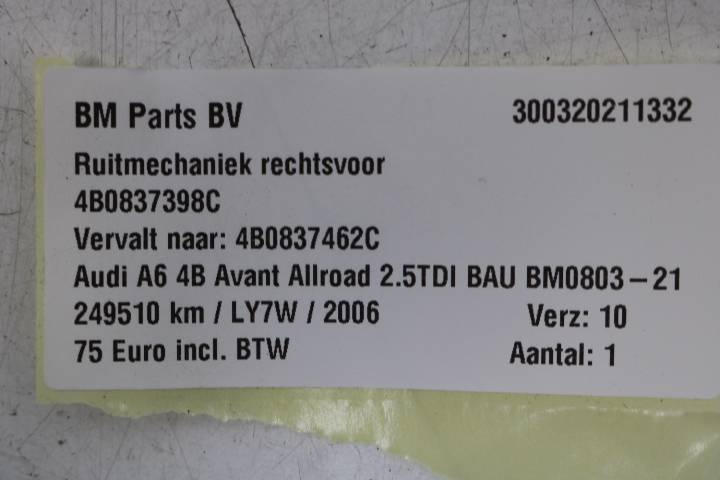 BM Parts BV 300320211332
Ruitmechaniek rechtsvoor
4B0837398C
Vervalt naar: 4B0837462C
Audi A6 4B Avant Allroad 2.5TDI BAU BM0803-21
249510 km / LY7W / 2006 Verz: 10
75 Euro incl. BTW Aantal: 1